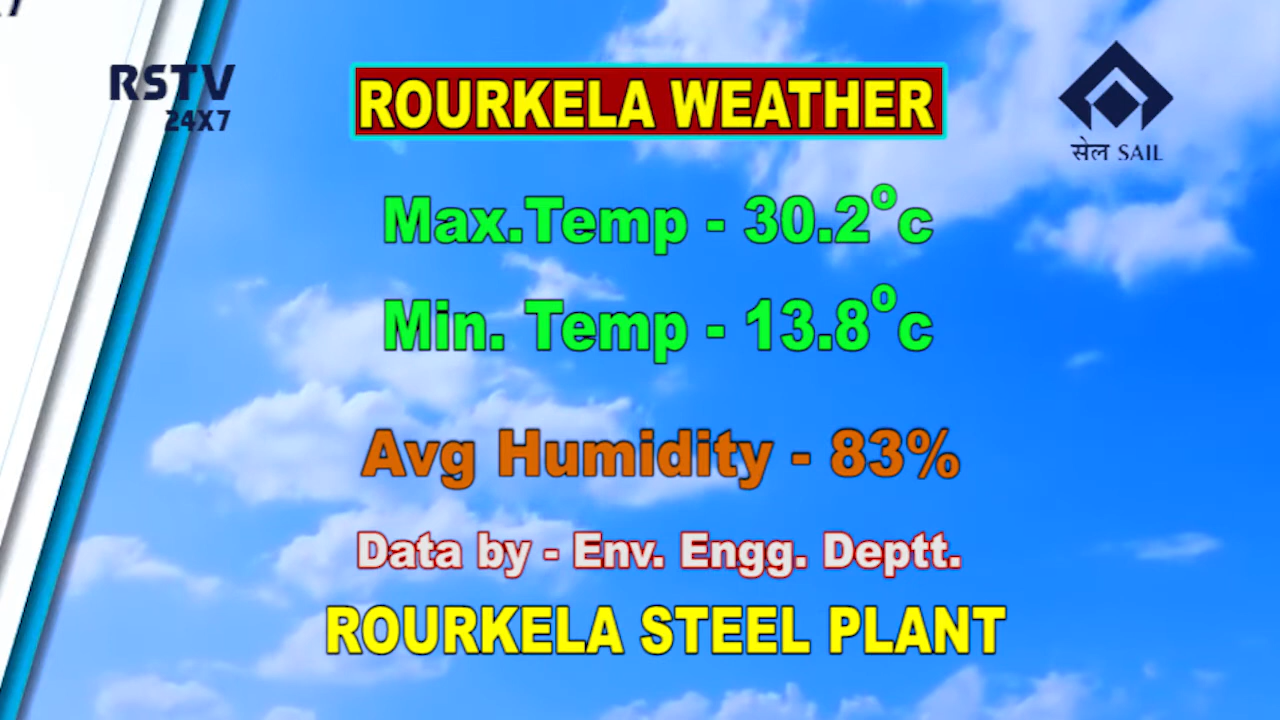 RSTV
24X7
ROURKELA WEATHER
सेल SAIL
Max.Temp - 30.2°c
Min. Temp - 13.8°c
Avg Humidity - 83%
Data by - Env. Engg. Deptt.
ROURKELA STEEL PLANT